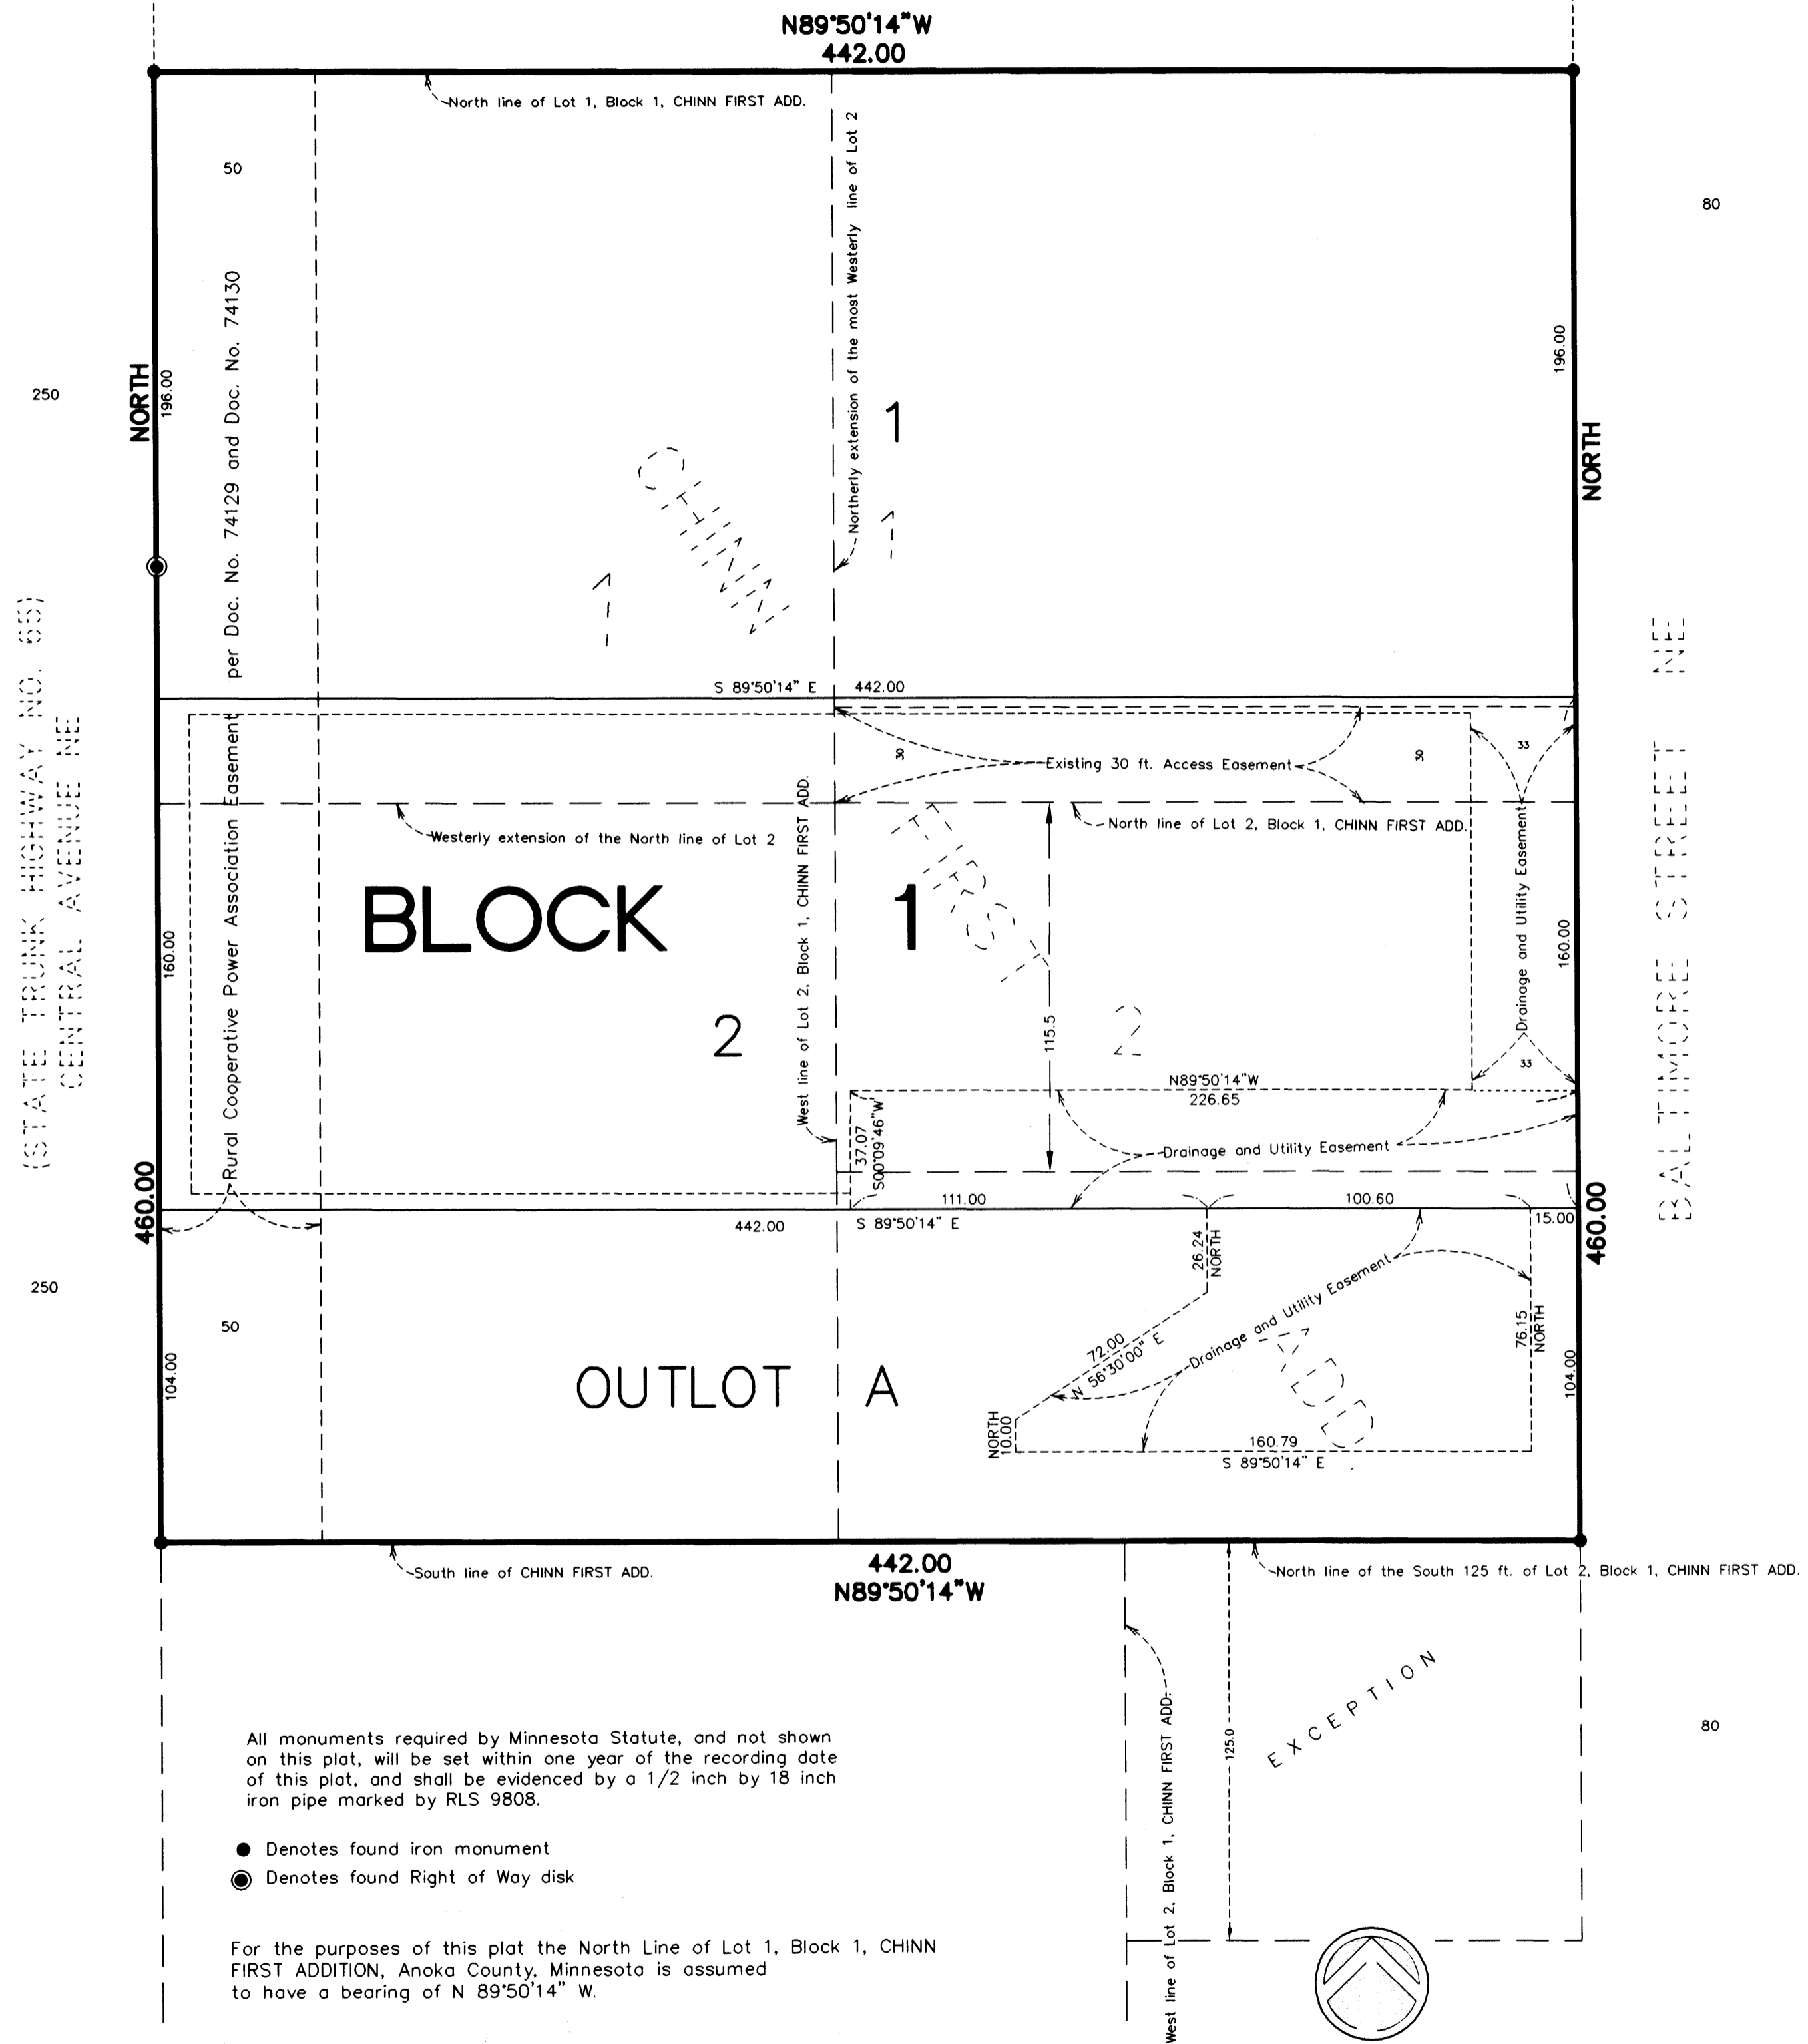 N89°50'14"W
442.00
North line of Lot 1, Block 1, CHINN FIRST ADD.
50
80
Northerly extension of the most Westerly line of Lot 2
per Doc. No. 74129 and Doc. No. 74130
196.00
NORTH
196.00
250
1
NORTH
CHINN
1
1
(STATE TRUNK HIGHWAY NO. 65)
CENTRAL AVENUE NE
BALTIMORE STREET NE
S 89°50'14" E 442.00
30
Existing 30 ft. Access Easement
30
33
Westerly extension of the North line of Lot 2
North line of Lot 2, Block 1, CHINN FIRST ADD.
West line of Lot 2, Block 1, CHINN FIRST ADD.
Rural Cooperative Power Association Easement
Drainage and Utility Easement
BLOCK 1
FIRST
160.00
160.00
2
2
115.5
33
N89°50'14"W
226.65
37.07
S00°09'46"W
Drainage and Utility Easement
460.00
111.00
100.60
15.00
442.00
S 89°50'14" E
460.00
26.24
NORTH
250
50
Drainage and Utility Easement
72.00
N 56°30'00" E
76.15
NORTH
104.00
104.00
OUTLOT A
ADD
NORTH
10.00
160.79
S 89°50'14" E
South line of CHINN FIRST ADD.
442.00
N89°50'14"W
North line of the South 125 ft. of Lot 2, Block 1, CHINN FIRST ADD.
West line of Lot 2, Block 1, CHINN FIRST ADD.
125.0
EXCEPTION
80
All monuments required by Minnesota Statute, and not shown
on this plat, will be set within one year of the recording date
of this plat, and shall be evidenced by a 1/2 inch by 18 inch
iron pipe marked by RLS 9808.
Denotes found iron monument
Denotes found Right of Way disk
For the purposes of this plat the North Line of Lot 1, Block 1, CHINN
FIRST ADDITION, Anoka County, Minnesota is assumed
to have a bearing of N 89°50'14" W.